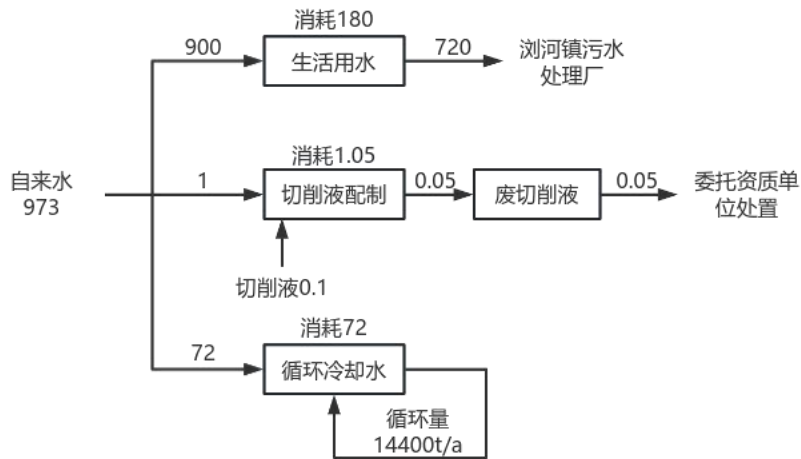 消耗180
900
生活用水
720
浏河镇污水
处理厂
消耗1.05
自来水
973
1
切削液配制
0.05
废切削液
0.05
委托资质单
位处置
切削液0.1
消耗72
72
循环冷却水
循环量
14400t/a